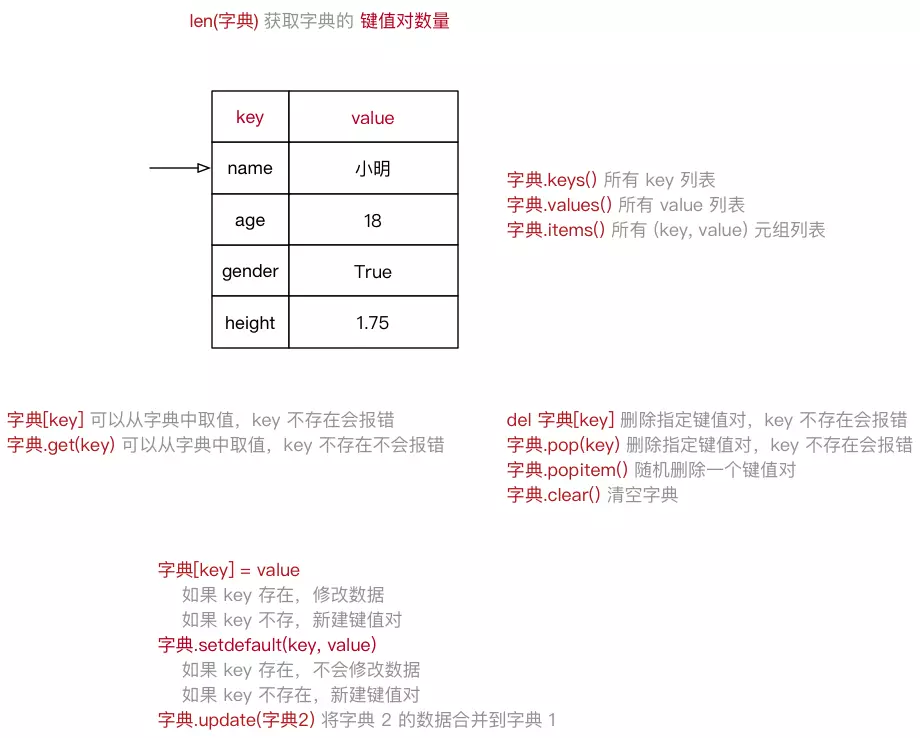 len(字典) 获取字典的 键值对数量
key value
name 小明
age 18
gender True
height 1.75
字典.keys() 所有 key 列表
字典.values() 所有 value 列表
字典.items() 所有 (key, value) 元组列表
字典[key] 可以从字典中取值，key 不存在会报错
字典.get(key) 可以从字典中取值，key 不存在不会报错
del 字典[key] 删除指定键值对，key 不存在会报错
字典.pop(key) 删除指定键值对，key 不存在会报错
字典.popitem() 随机删除一个键值对
字典.clear() 清空字典
字典[key] = value
如果 key 存在，修改数据
如果 key 不存，新建键值对
字典.setdefault(key, value)
如果 key 存在，不会修改数据
如果 key 不存在，新建键值对
字典.update(字典2) 将字典 2 的数据合并到字典 1